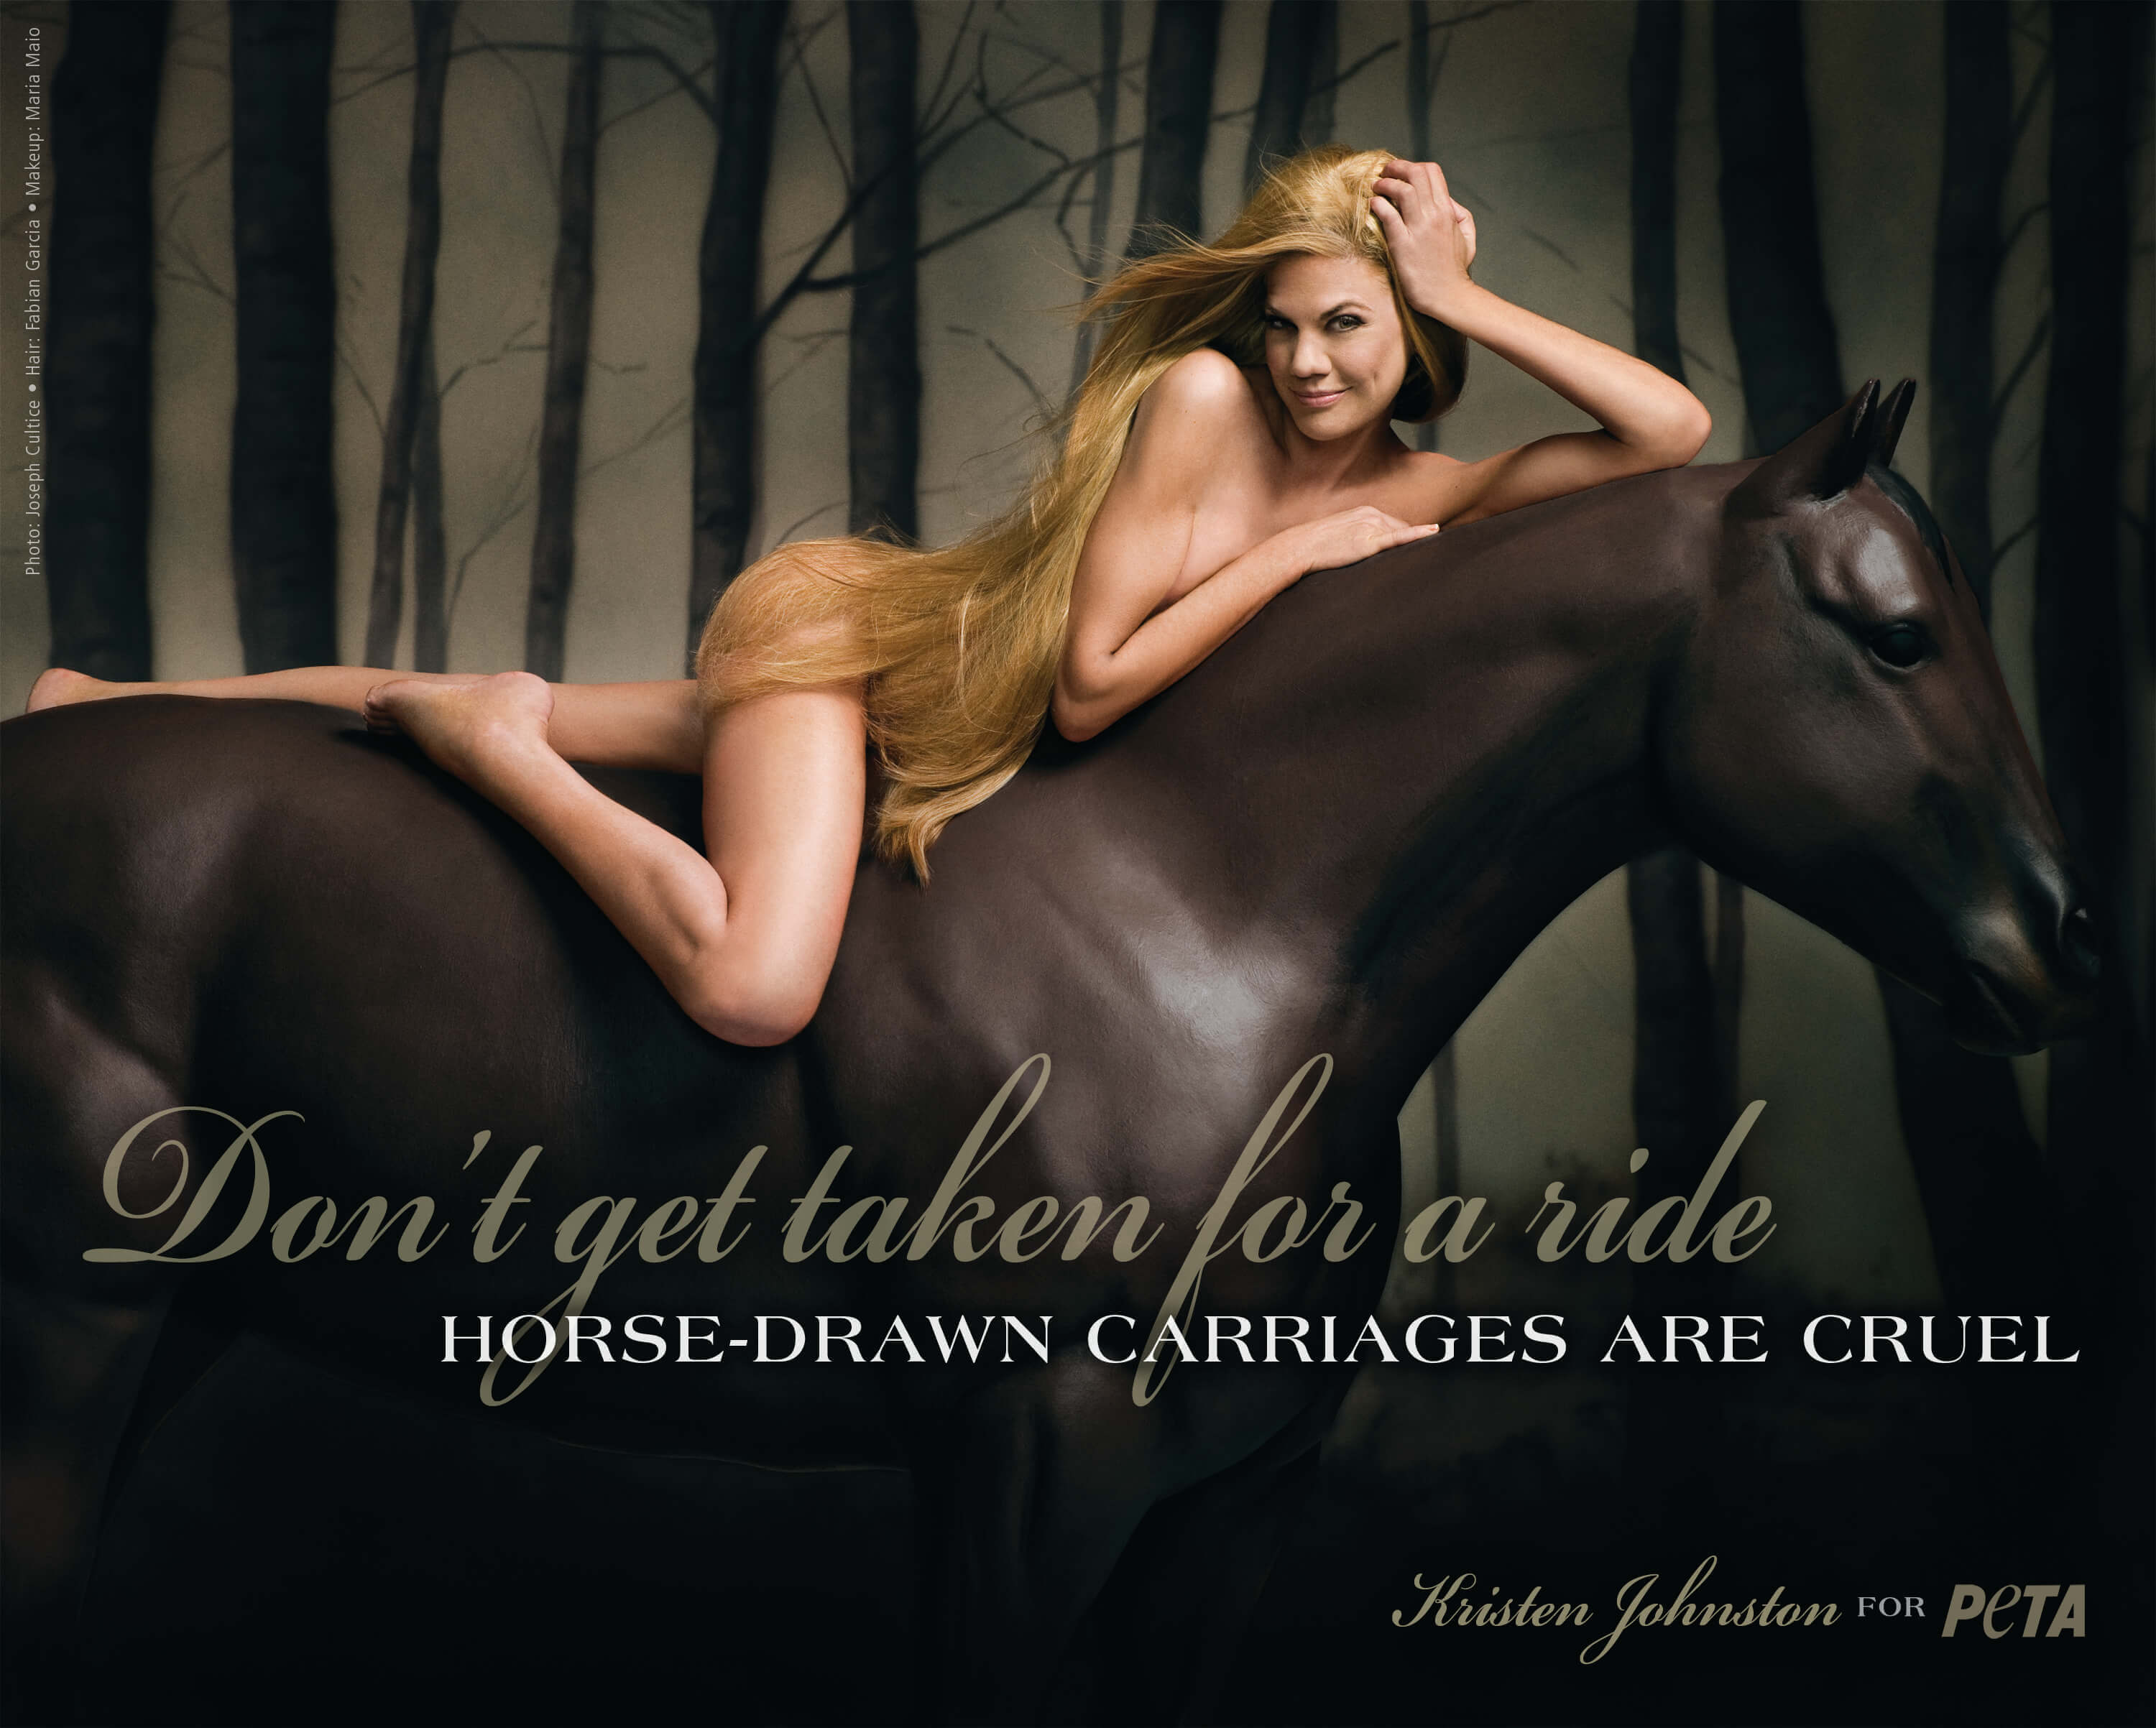 Photo: Joseph Cultice • Hair: Fabian Garcia • Makeup: Maria Maio
Don't get taken for a ride
HORSE-DRAWN CARRIAGES ARE CRUEL
Kristen Johnston FOR PETA